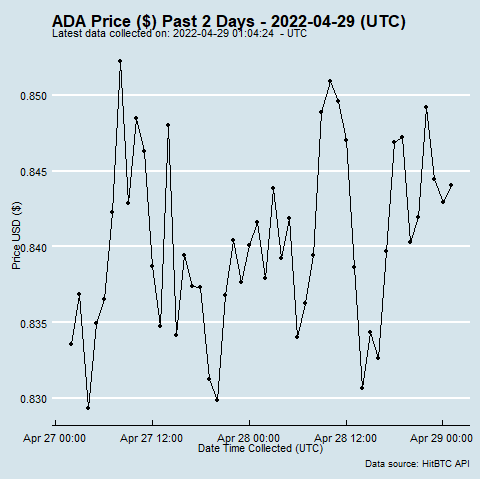 ADA Price ($) Past 2 Days - 2022-04-29 (UTC)
Latest data collected on: 2022-04-29 01:04:24  - UTC
0.850
0.845
0.840
0.835
0.830
Price USD ($)
Apr 27 00:00
Apr 27 12:00
Apr 28 00:00
Apr 28 12:00
Apr 29 00:00
Date Time Collected (UTC)
Data source: HitBTC API